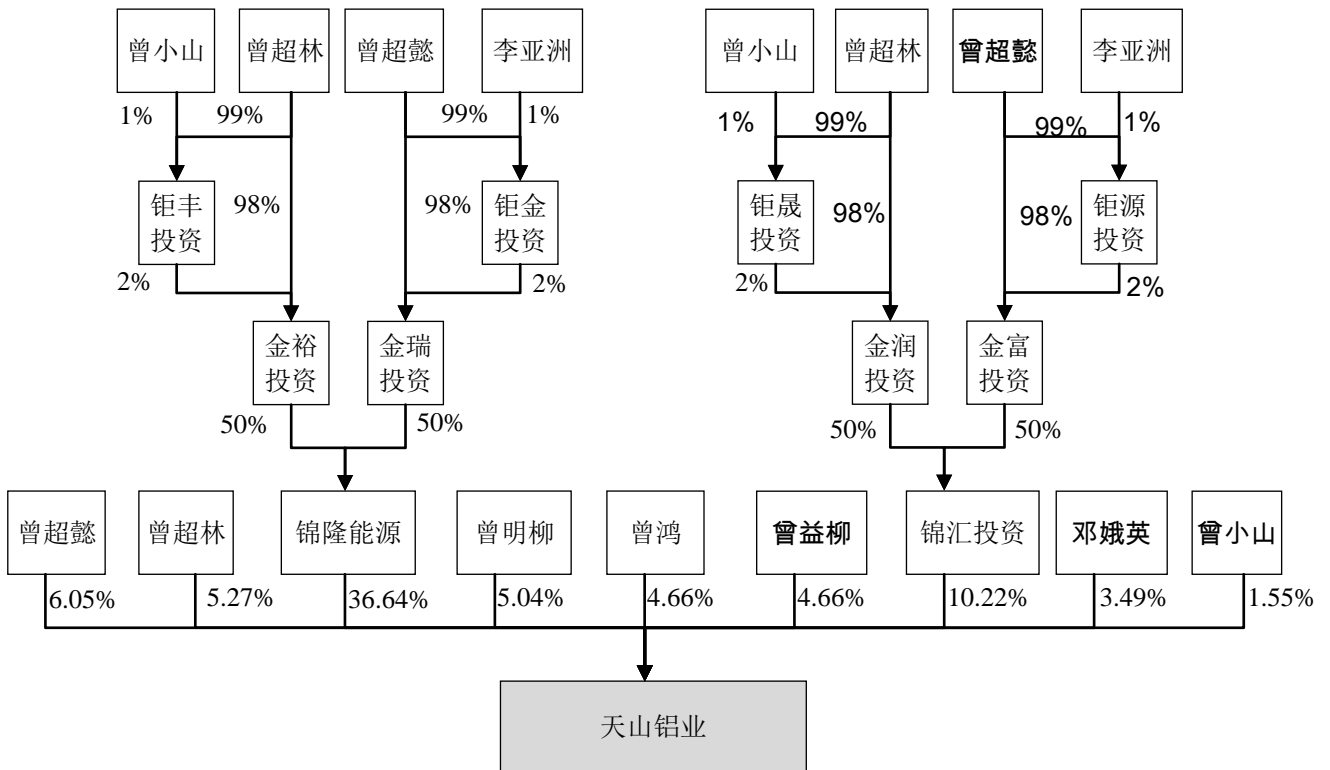 曾小山
曾超林
曾超懿
李亚洲
曾小山
曾超林
曾超懿
李亚洲
1%
99%
99%
1%
1%
99%
99%
1%
钜丰
投资
98%
98%
钜金
投资
钜晟
投资
98%
98%
钜源
投资
2%
2%
2%
2%
金裕
投资
金瑞
投资
金润
投资
金富
投资
50%
50%
50%
50%
曾超懿
曾超林
锦隆能源
曾明柳
曾鸿
曾益柳
锦汇投资
邓娥英
曾小山
6.05%
5.27%
36.64%
5.04%
4.66%
4.66%
10.22%
3.49%
1.55%
天山铝业